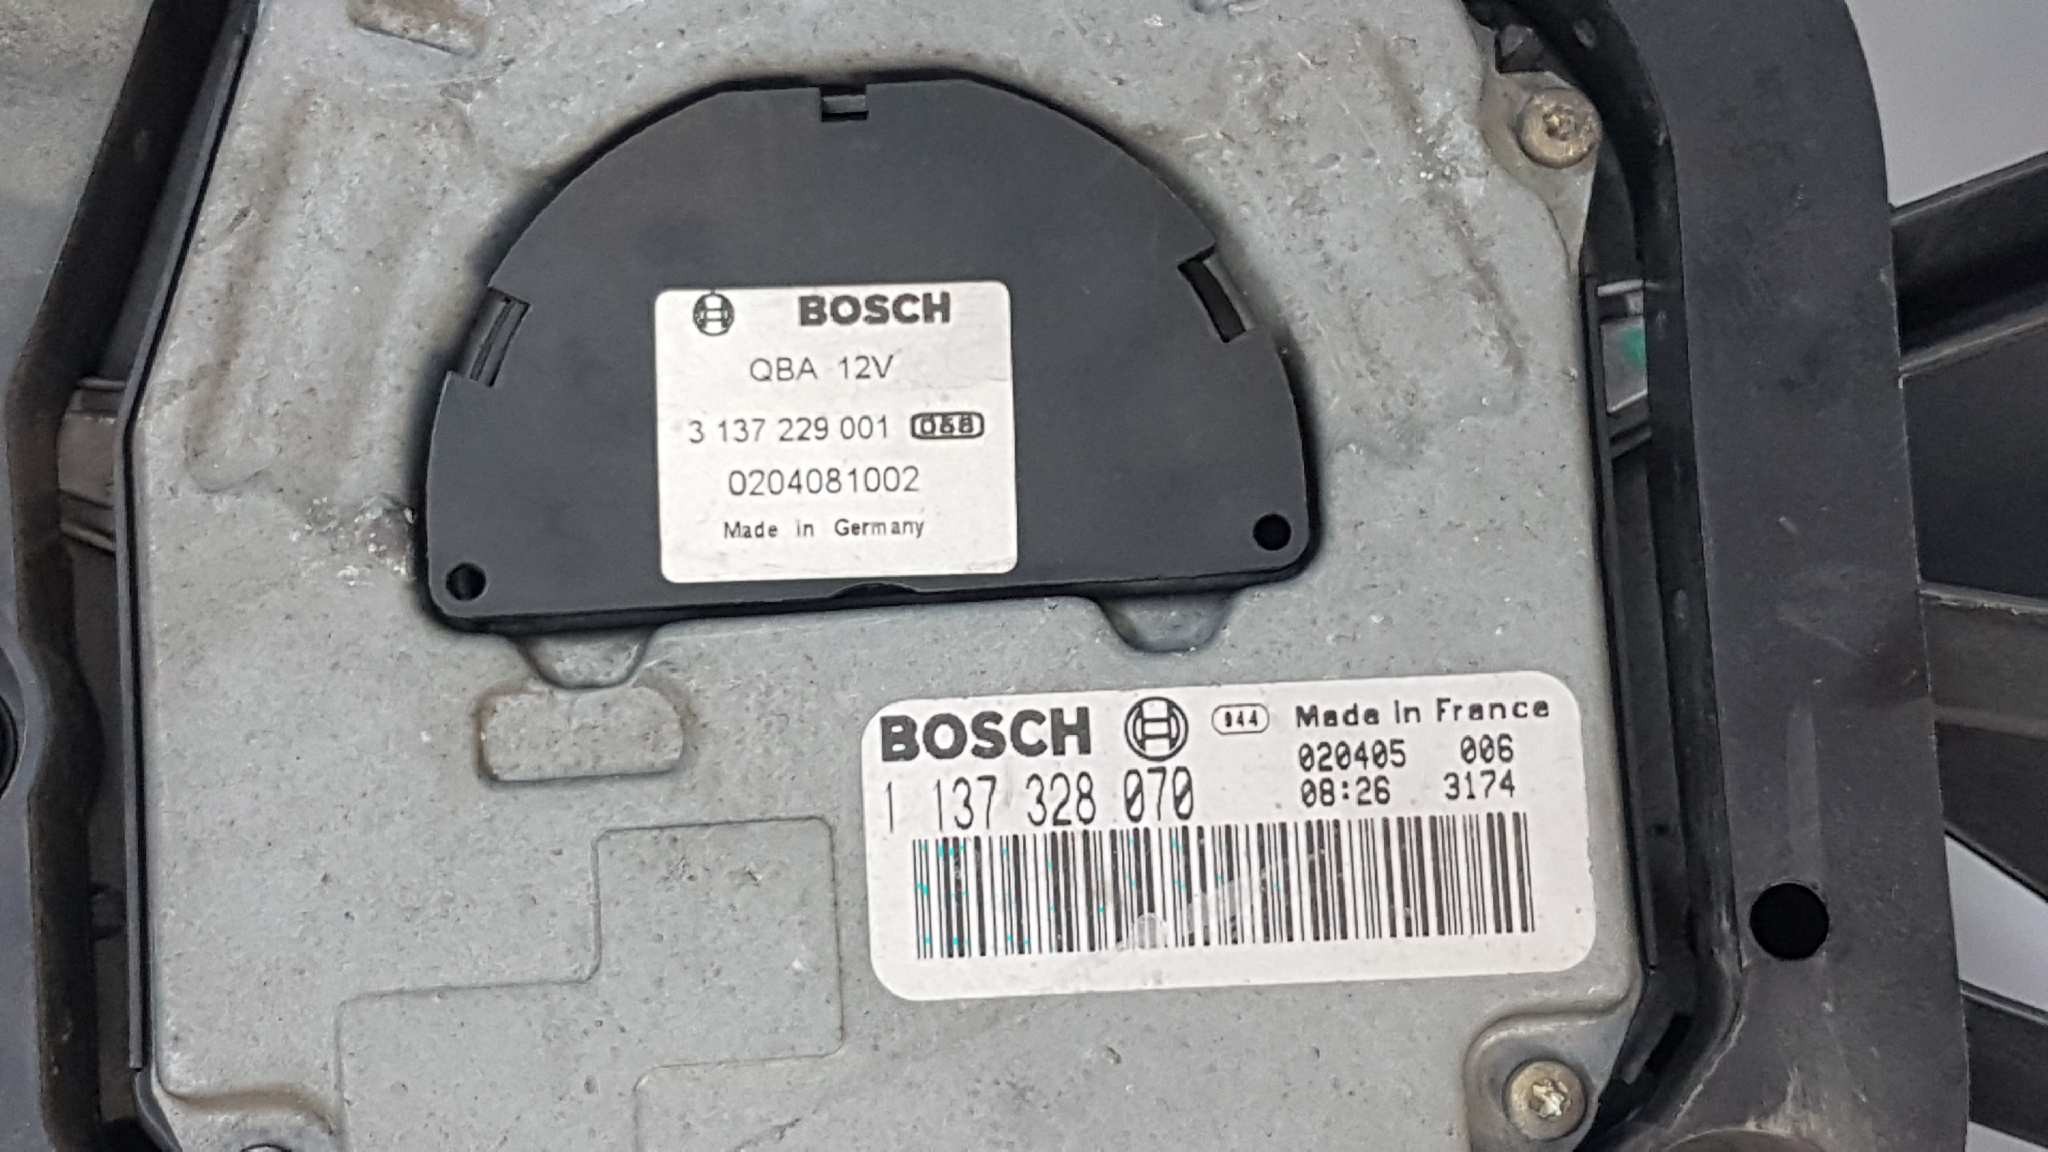 BOSCH
QBA 12V
3 137 229 001
0204081002
Made in Germany
BOSCH 044 Made in France
1 137 328 070
020405 006
08:26 3174